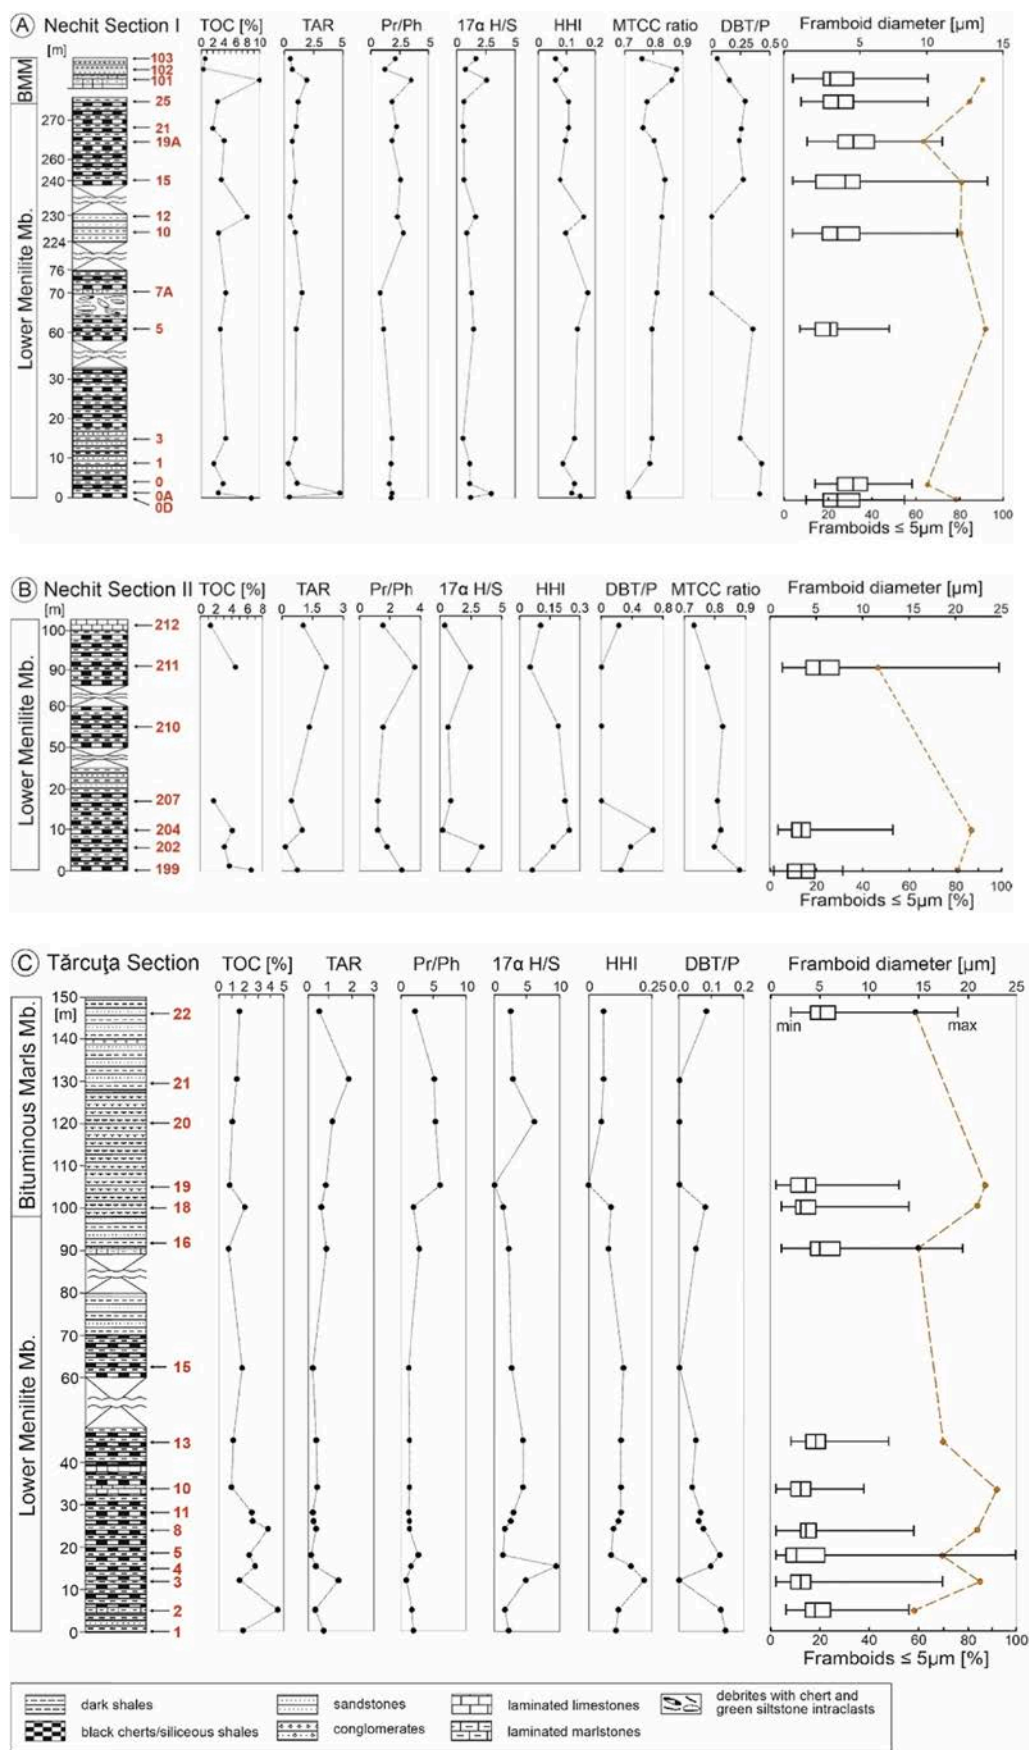 A Nechit Section I TOC [%] TAR Pr/Ph 17α H/S HHI MTCC ratio DBT/P Framboid diameter [µm]
[m] 0 2 4 6 8 10 0 5 0 2.5 5 0 2.5 5 0 0.1 0.2 0.7 0.8 0.9 0 0.25 0.5 0 5 10 15
BMM
103
102
101
25
270
21
19A
260
240 15
230 12
10
224
Lower Menilite Mb.
76
70 7A
60 5
30
20
10 3
1
0
0 0A
0D
0 20 40 60 80 100
Framboids ≤ 5µm [%]
B Nechit Section II TOC [%] TAR Pr/Ph 17α H/S HHI DBT/P MTCC ratio Framboid diameter [µm]
[m] 0 2 4 6 8 0 1.5 3 0 2 4 0 5 0 0.15 0.3 0 0.4 0.8 0.7 0.8 0.9 0 5 10 15 20 25
Lower Menilite Mb.
100 212
90 211
60
210
50
20
207
10 204
202
0 199
0 20 40 60 80 100
Framboids ≤ 5µm [%]
C Tărcuţa Section TOC [%] TAR Pr/Ph 17α H/S HHI DBT/P Framboid diameter [µm]
0 1 2 3 4 5 0 1 2 3 0 5 10 0 5 10 0 0.25 0.0 0.1 0.2 0 5 10 15 20 25
Bituminous Marls Mb.
150
[m] 22
min max
140
130 21
120 20
110
19
100 18
16
90
Lower Menilite Mb.
80
70
15
60
13
40
10
30
11
8
20
5
4
10 3
2
0 1
0 20 40 60 80 100
Framboids ≤ 5µm [%]
dark shales sandstones laminated limestones debrites with chert and
green siltstone intraclasts
black cherts/siliceous shales conglomerates laminated marlstones